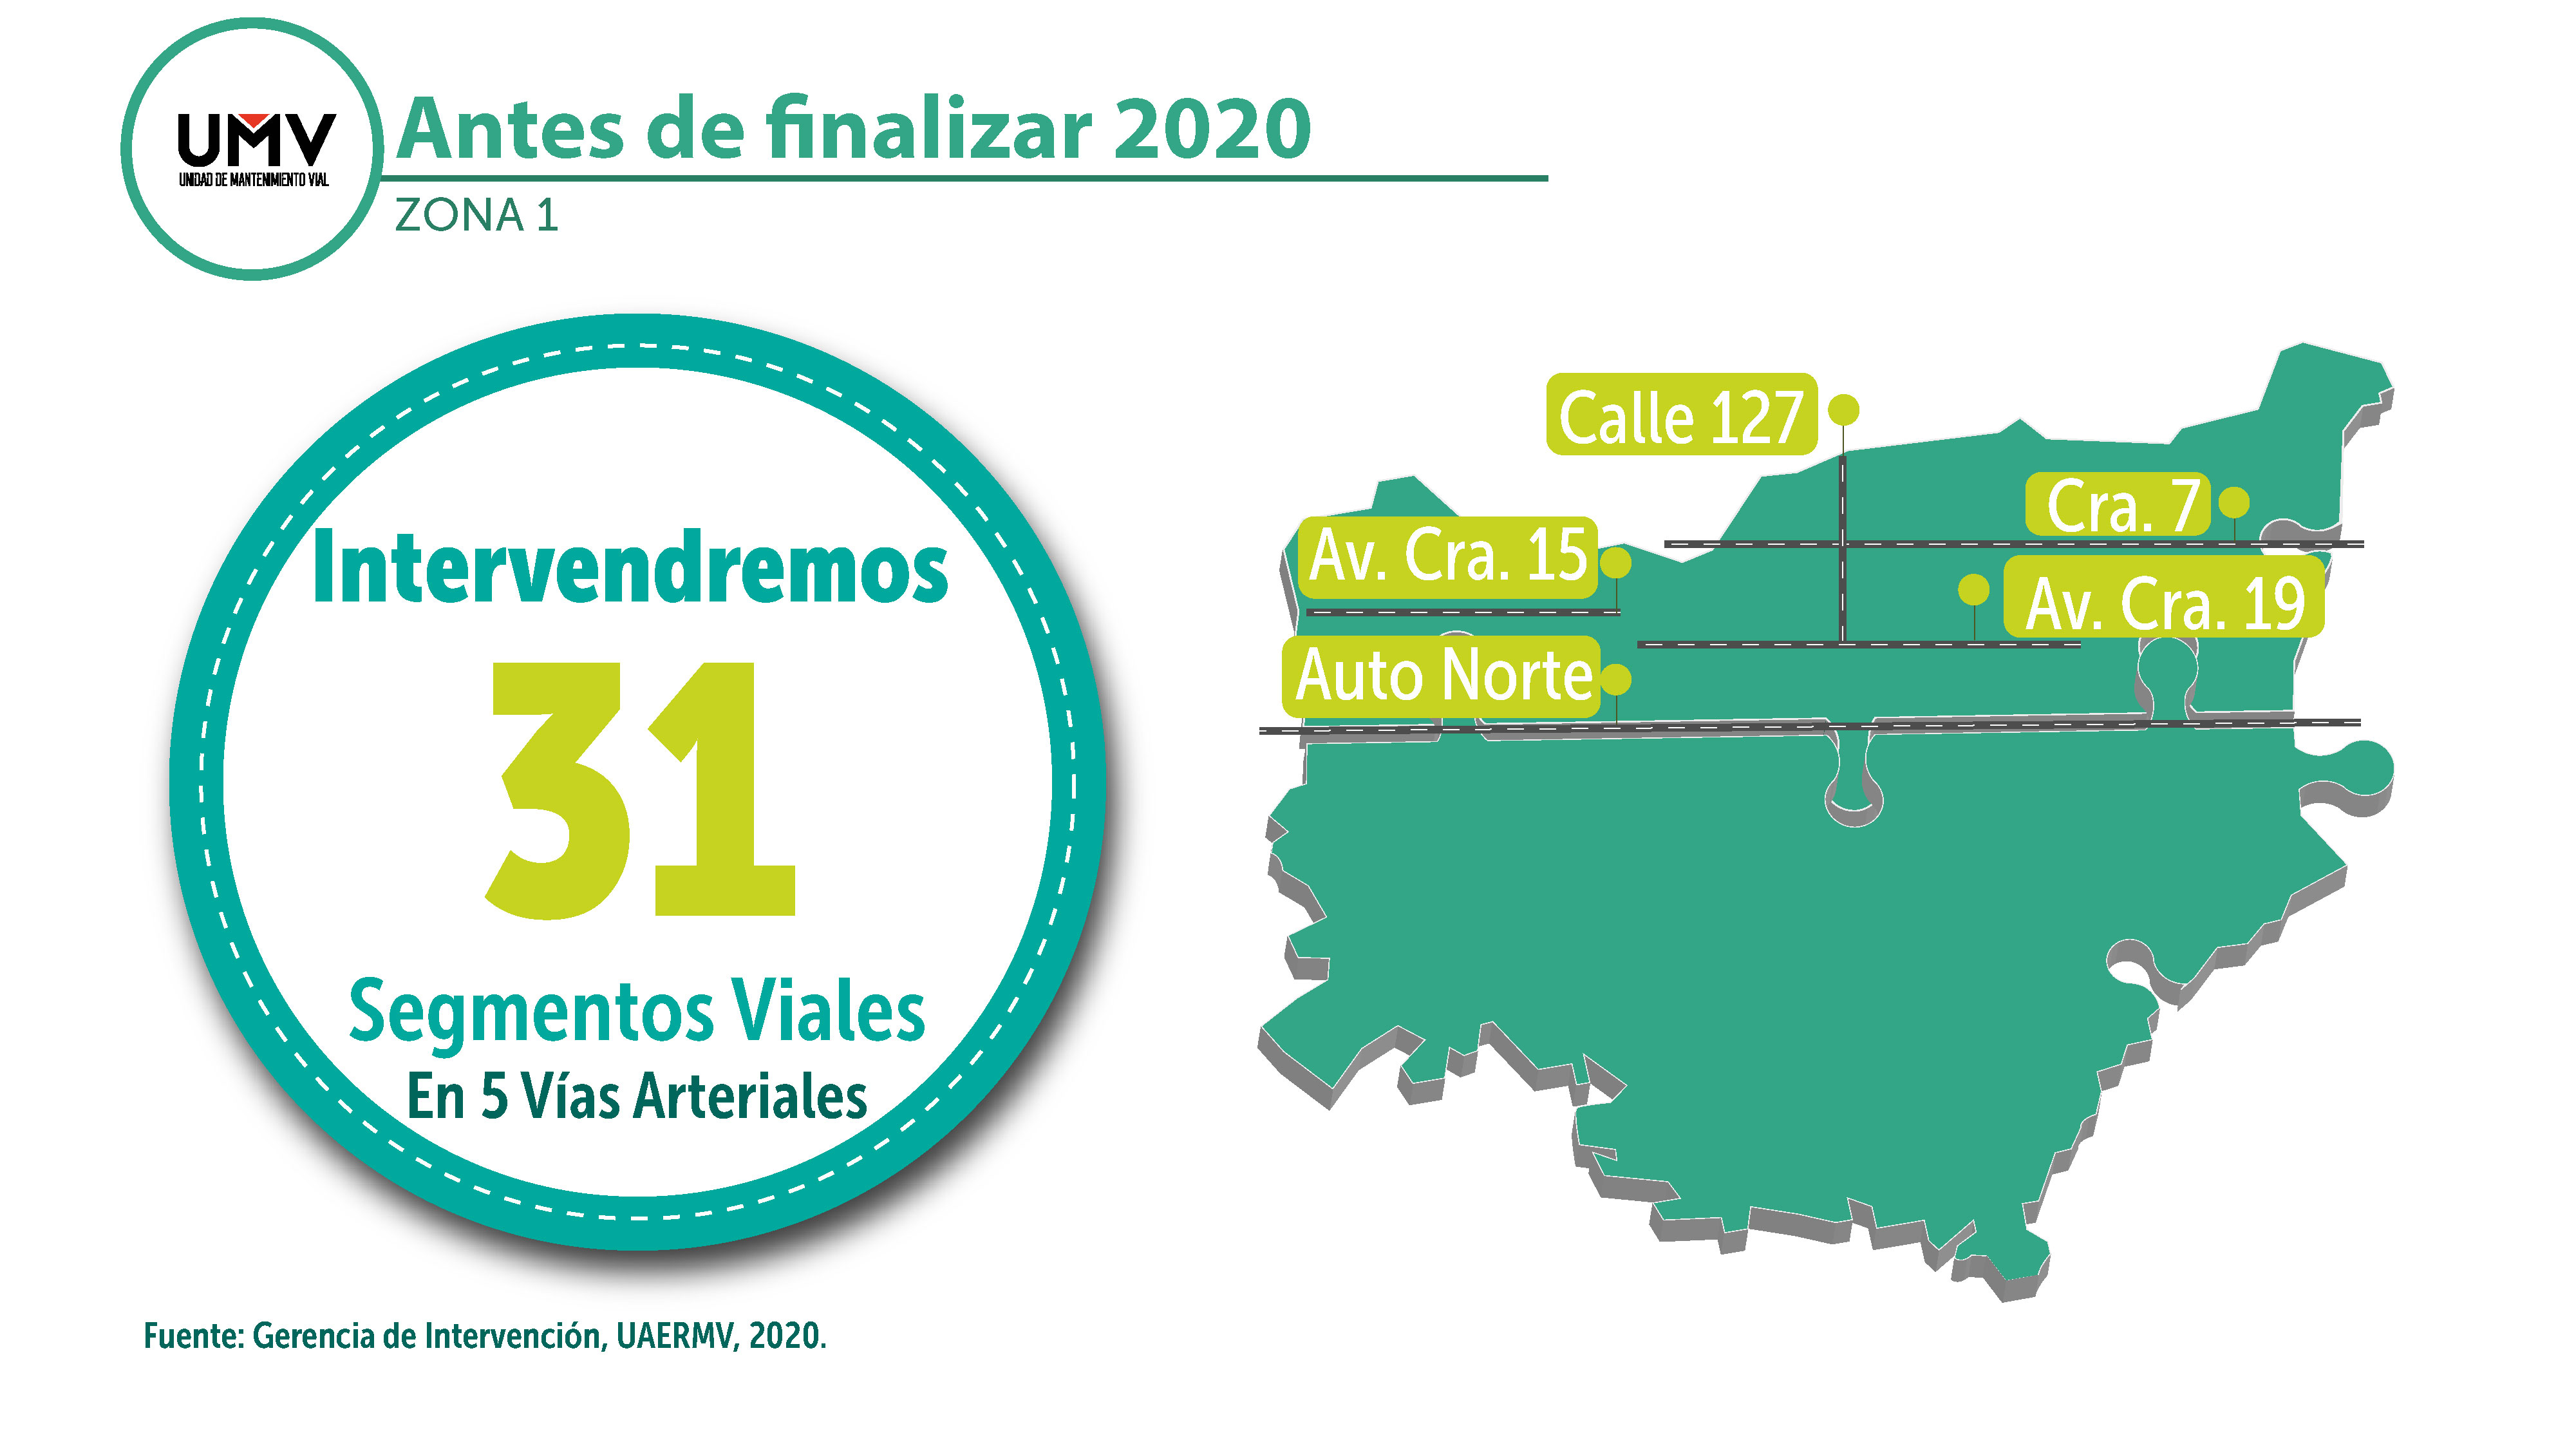 UMV
UNIDAD DE MANTENIMIENTO VIAL
Antes de finalizar 2020
ZONA 1
Intervendremos
31
Segmentos Viales
En 5 Vías Arteriales
Calle 127
Cra. 7
Av. Cra. 15
Av. Cra. 19
Auto Norte
Fuente: Gerencia de Intervención, UAERMV, 2020.